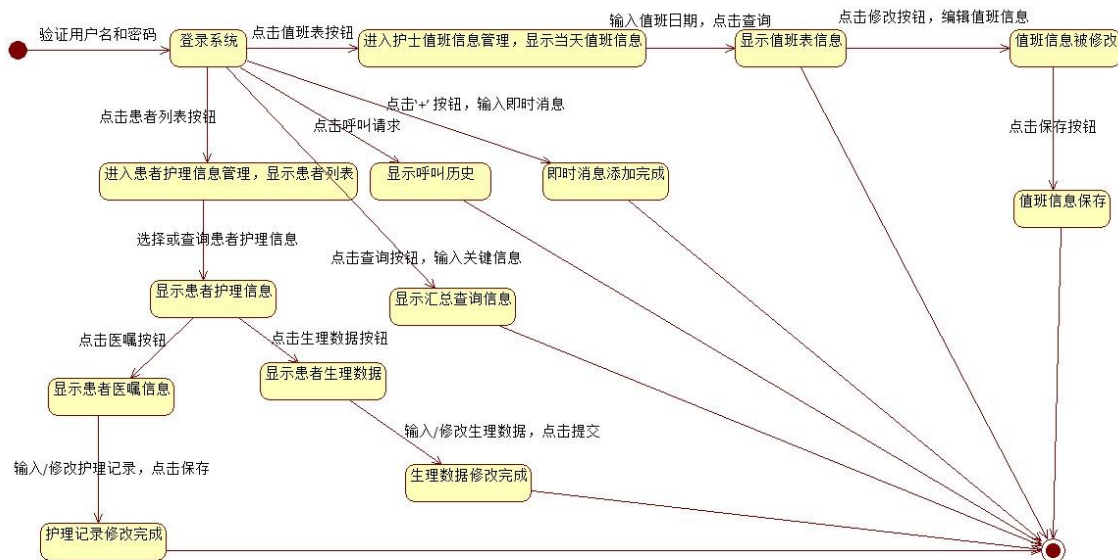 验证用户名和密码
登录系统
点击值班表按钮
进入护士值班信息管理，显示当天值班信息
输入值班日期，点击查询
显示值班表信息
点击修改按钮，编辑值班信息
值班信息被修改
点击患者列表按钮
点击呼叫请求
点击‘+’按钮，输入即时消息
点击保存按钮
进入患者护理信息管理，显示患者列表
显示呼叫历史
即时消息添加完成
值班信息保存
选择或查询患者护理信息
点击查询按钮，输入关键信息
显示患者护理信息
显示汇总查询信息
点击医嘱按钮
点击生理数据按钮
显示患者医嘱信息
显示患者生理数据
输入/修改护理记录，点击保存
输入/修改生理数据，点击提交
生理数据修改完成
护理记录修改完成